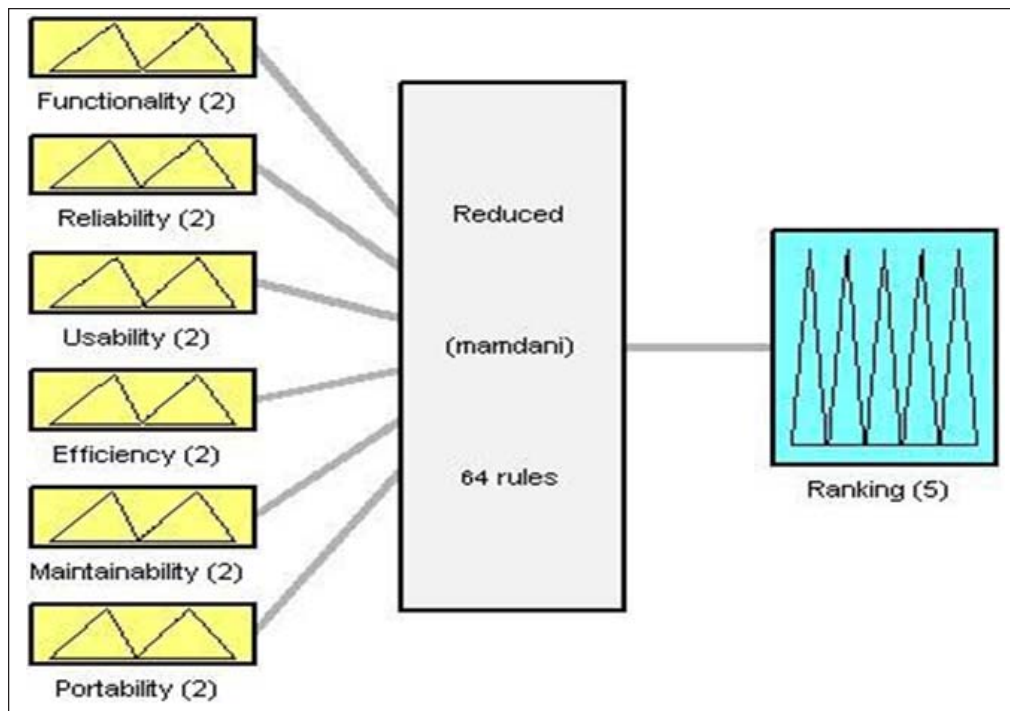 Functionality (2)
Reliability (2)
Usability (2)
Efficiency (2)
Maintainability (2)
Portability (2)
Reduced
(mamdani)
64 rules
Ranking (5)